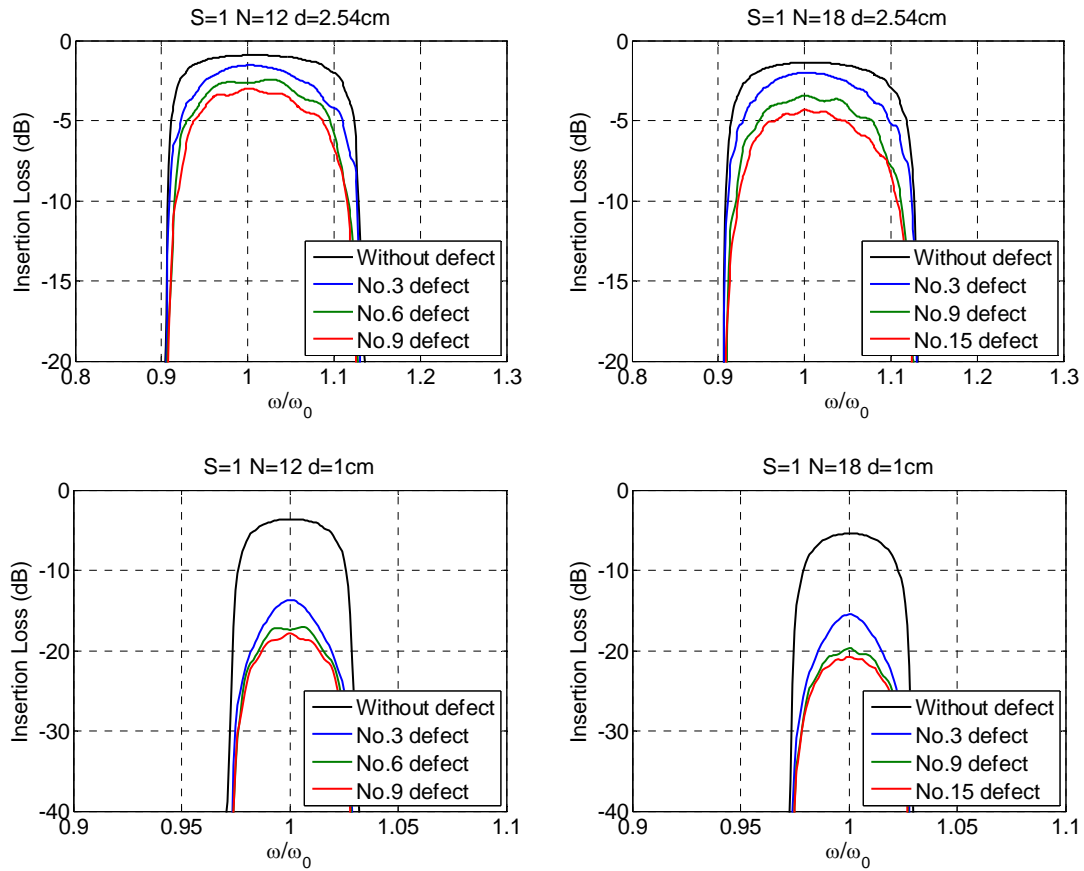 S=1 N=12 d=2.54cm
Insertion Loss (dB)
0
-5
-10
-15
-20
0.8
0.9
1
1.1
1.2
1.3
ω/ω0
Without defect
No.3 defect
No.6 defect
No.9 defect
S=1 N=18 d=2.54cm
Insertion Loss (dB)
0
-5
-10
-15
-20
0.8
0.9
1
1.1
1.2
1.3
ω/ω0
Without defect
No.3 defect
No.9 defect
No.15 defect
S=1 N=12 d=1cm
Insertion Loss (dB)
0
-10
-20
-30
-40
0.9
0.95
1
1.05
1.1
ω/ω0
Without defect
No.3 defect
No.6 defect
No.9 defect
S=1 N=18 d=1cm
Insertion Loss (dB)
0
-10
-20
-30
-40
0.9
0.95
1
1.05
1.1
ω/ω0
Without defect
No.3 defect
No.9 defect
No.15 defect